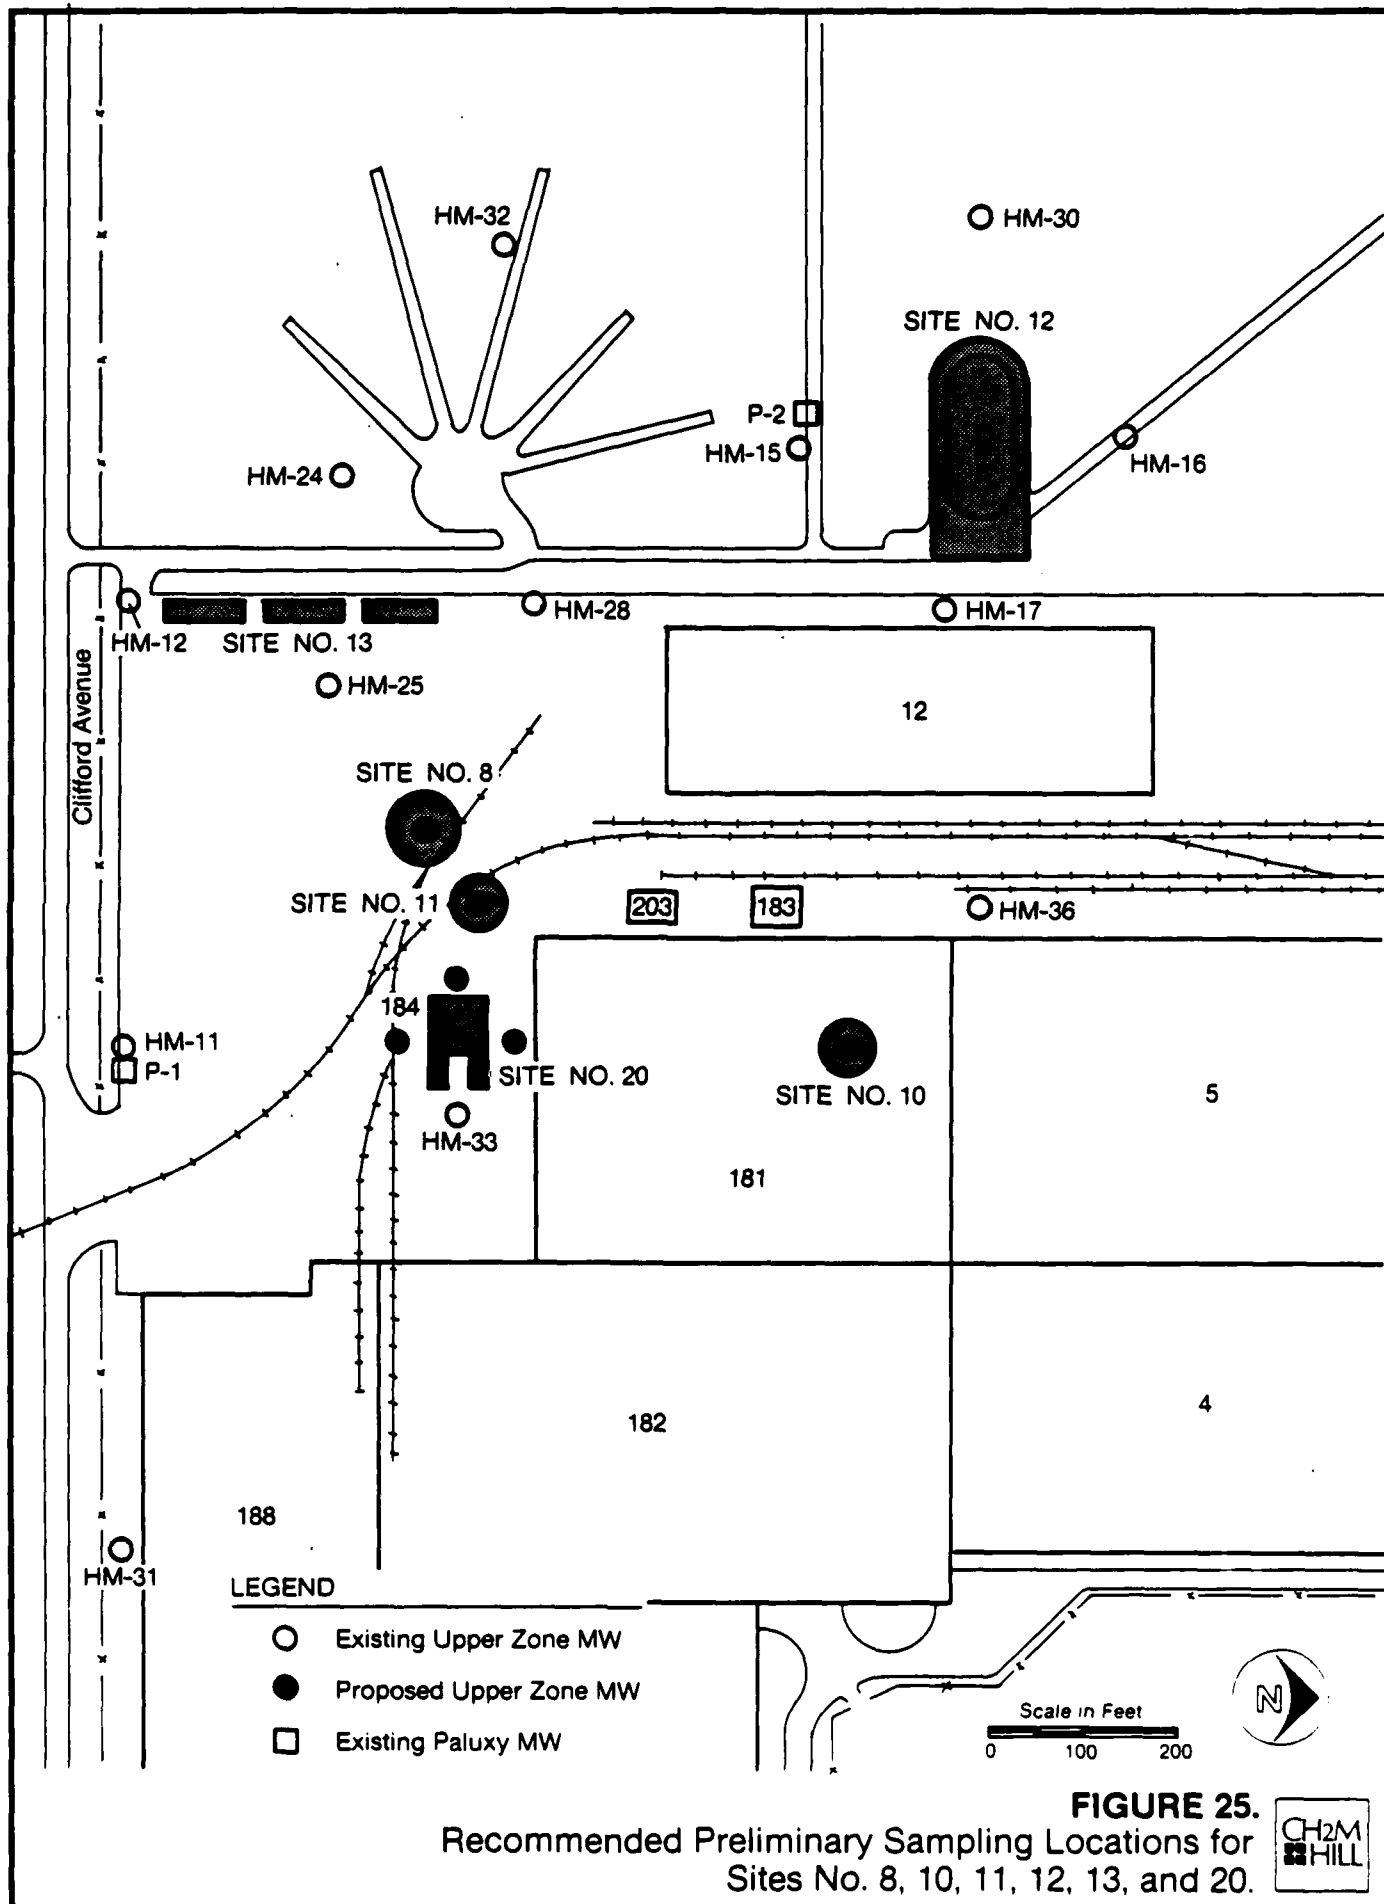 HM-32
HM-30
SITE NO. 12
P-2
HM-15
HM-16
HM-24
HM-28
HM-17
HM-12
SITE NO. 13
HM-25
Clifford Avenue
12
SITE NO. 8
SITE NO. 11
203
183
HM-36
184
HM-11
P-1
SITE NO. 20
SITE NO. 10
5
HM-33
181
182
4
188
HM-31
LEGEND
Existing Upper Zone MW
Proposed Upper Zone MW
Existing Paluxy MW
Scale in Feet
0 100 200
N
FIGURE 25.
Recommended Preliminary Sampling Locations for
Sites No. 8, 10, 11, 12, 13, and 20.
CH2M
HILL